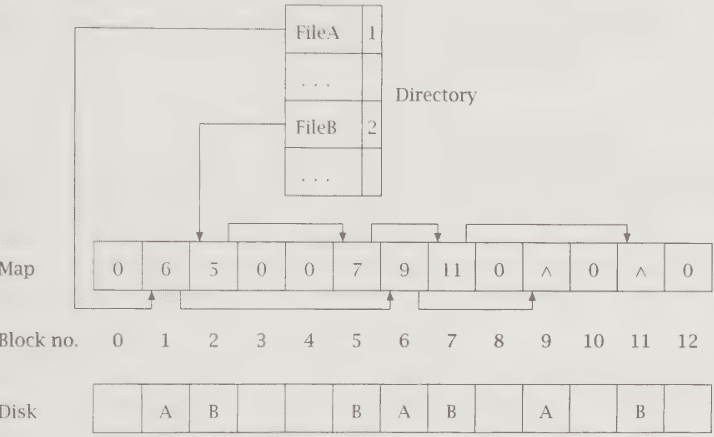 FileA 1
. . .
Directory
FileB 2
. . .
Map 0 6 5 0 0 7 9 11 0 ^ 0 ^ 0
Block no. 0 1 2 3 4 5 6 7 8 9 10 11 12
Disk A B B A B A B